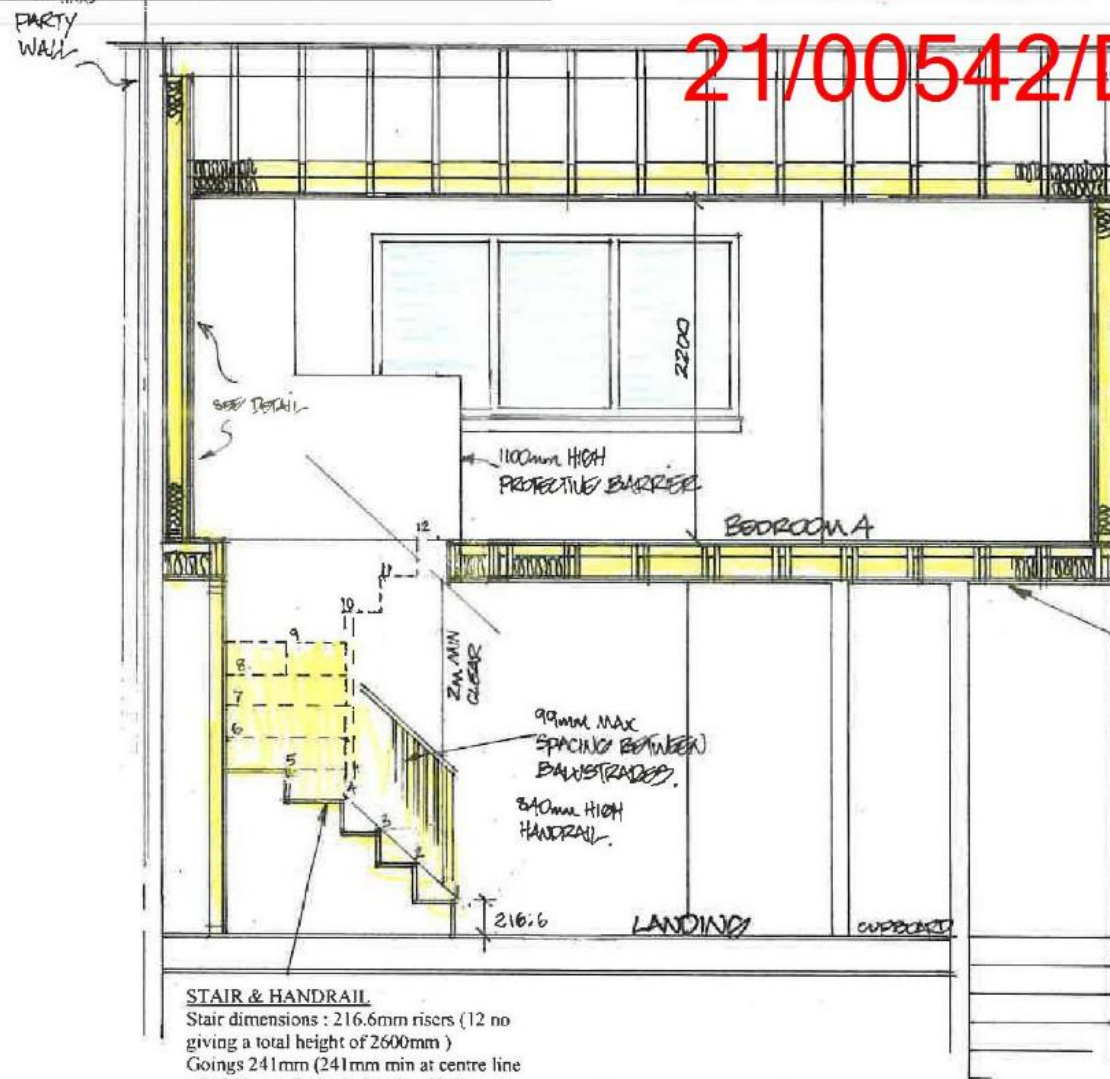 PARTY
WALL
21/00542/
2200
SEE DETAIL
1100mm HIGH
PROTECTIVE BARRIER
BEDROOM 4
12
11
10
9
8
7
6
5
4
3
2
2M MIN
CLEAR
99mm MAX
SPACING BETWEEN
BALUSTRADES.
840mm HIGH
HANDRAIL.
216.6
LANDING
CUPBOARD
STAIR & HANDRAIL
Stair dimensions : 216.6mm risers (12 no
giving a total height of 2600mm )
Goings 241mm (241mm min at centre line